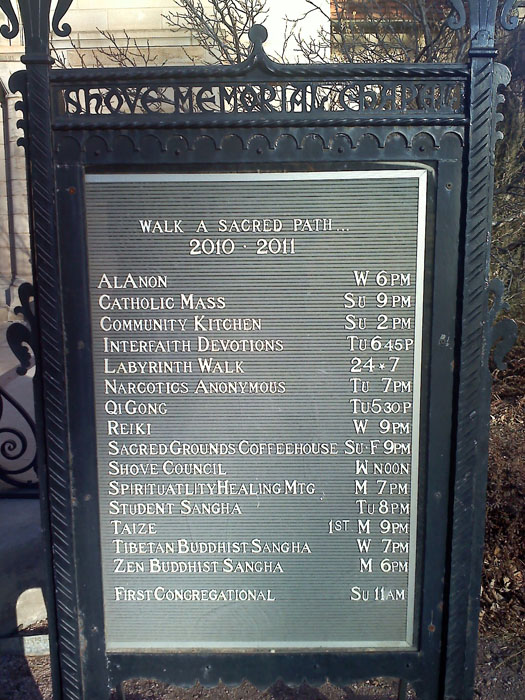 SHOVE MEMORIAL CHAPEL
WALK A SACRED PATH...
2010 - 2011
ALANON W 6PM
CATHOLIC MASS SU 9PM
COMMUNITY KITCHEN SU 2PM
INTERFAITH DEVOTIONS TU 645P
LABYRINTH WALK 24*7
NARCOTICS ANONYMOUS TU 7PM
QI GONG TU530P
REIKI W 9PM
SACRED GROUNDS COFFEEHOUSE SU-F 9PM
SHOVE COUNCIL W NOON
SPIRITUATLITY HEALING MTG M 7PM
STUDENT SANGHA TU 8PM
TAIZE 1ST M 9PM
TIBETAN BUDDHIST SANGHA W 7PM
ZEN BUDDHIST SANGHA M 6PM
FIRST CONGREGATIONAL SU 11AM